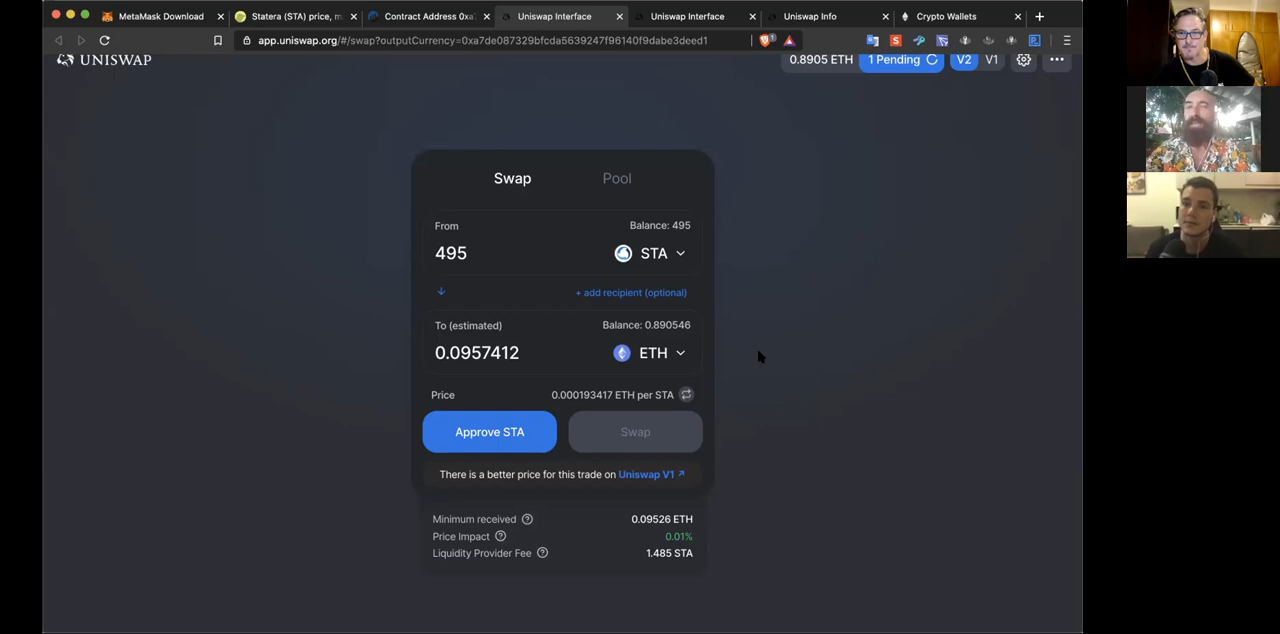 MetaMask Download
Statera (STA) price, m
Contract Address 0xa
Uniswap Interface
Uniswap Interface
Uniswap Info
Crypto Wallets
app.uniswap.org/#/swap?outputCurrency=0xa7de087329bfcda5639247f96140f9dabe3deed1
UNISWAP
0.8905 ETH
1 Pending
V2
V1
Swap
Pool
From
Balance: 495
495
STA
+ add recipient (optional)
To (estimated)
Balance: 0.890546
0.0957412
ETH
Price
0.000193417 ETH per STA
Approve STA
Swap
There is a better price for this trade on Uniswap V1 ↗
Minimum received
0.09526 ETH
Price Impact
0.01%
Liquidity Provider Fee
1.485 STA